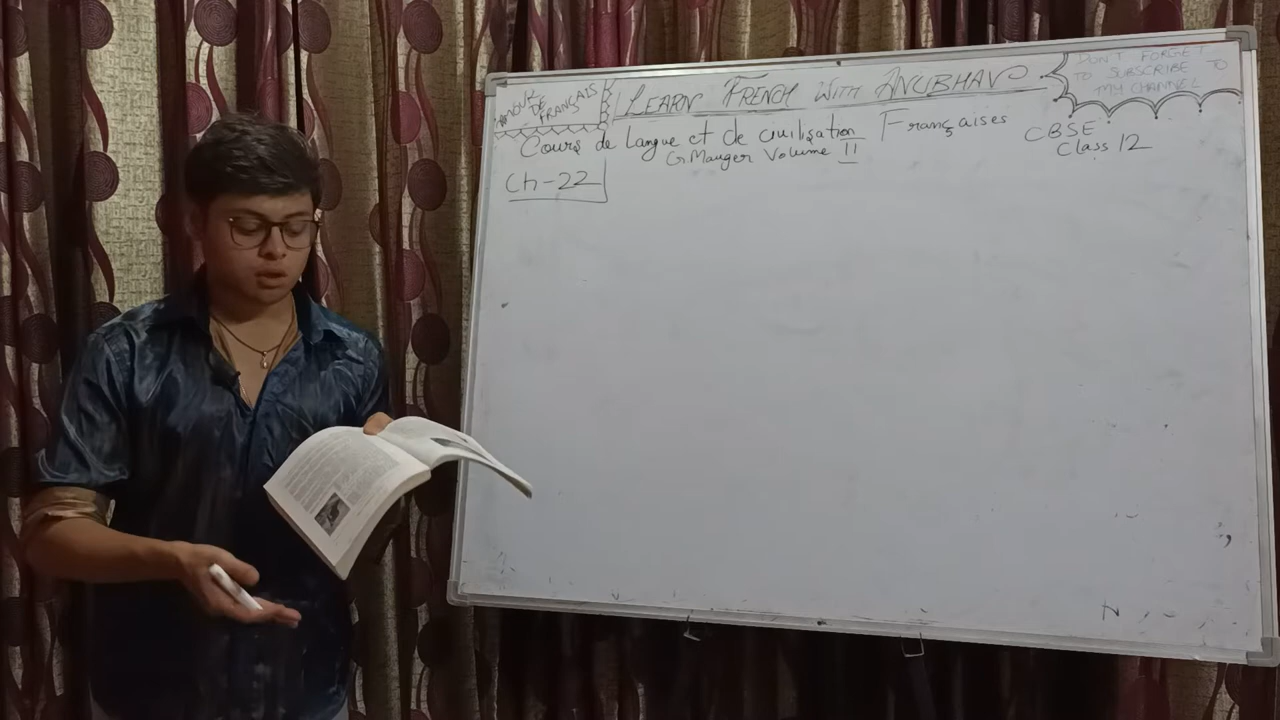 DE
FRANÇAIS
LEARN FRENCH WITH ANUBHAV
DON'T FORGET
TO SUBSCRIBE TO
MY CHANNEL
Cours de Langue et de civilisation Françaises
G. Mauger Volume II
CBSE
Class 12
Ch-22
N